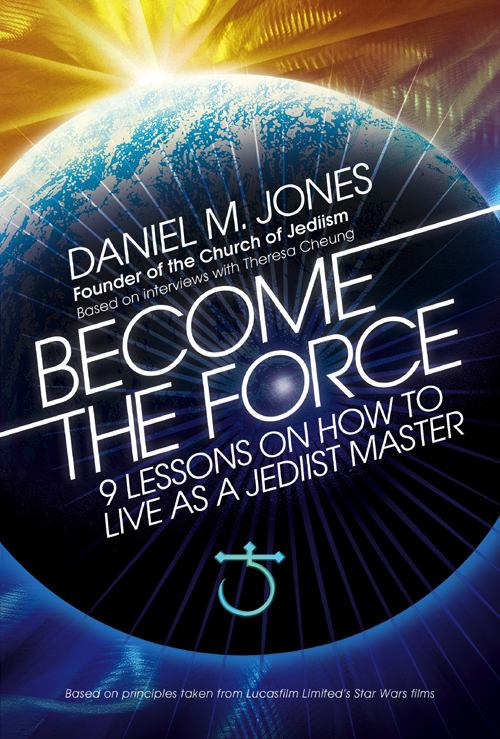 DANIEL M. JONES
Founder of the Church of Jediism
Based on interviews with Theresa Cheung
BECOME
THE FORCE
9 LESSONS ON HOW TO
LIVE AS A JEDIIST MASTER
Based on principles taken from Lucasfilm Limited's Star Wars films